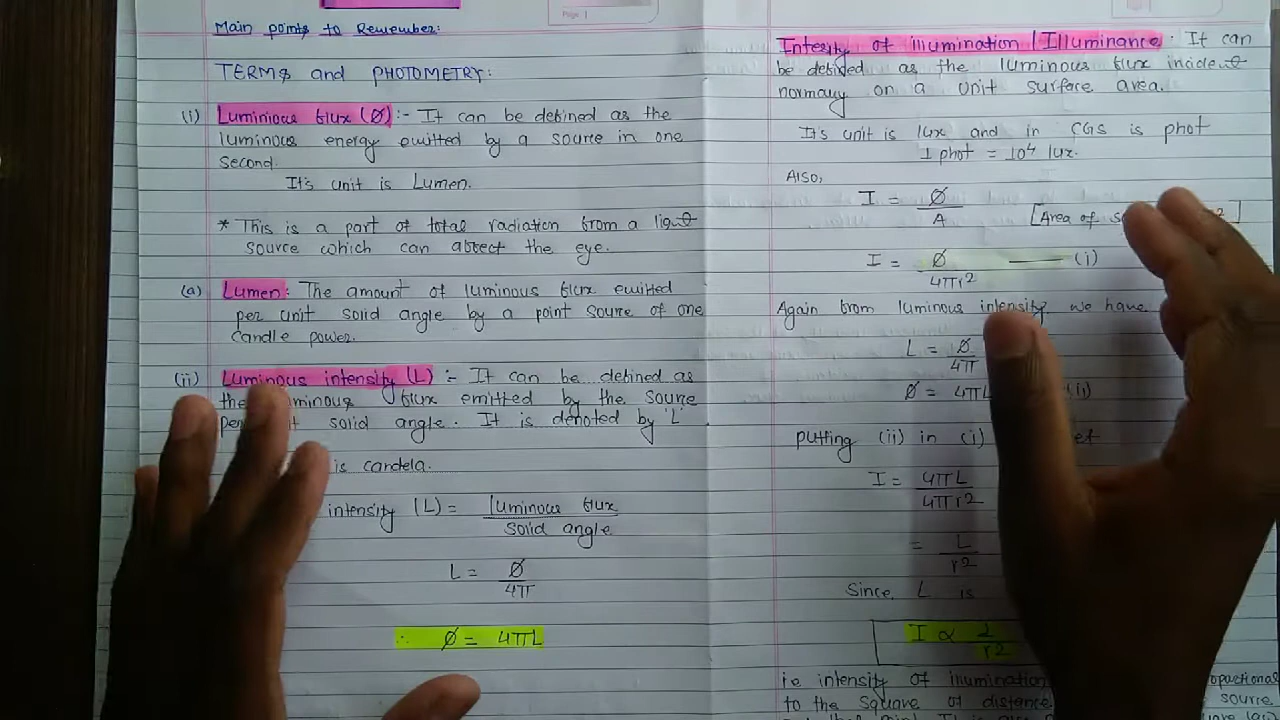 Page 1
Main points to Remember:
TERMS and PHOTOMETRY:
(i) Luminious flux (Ø) :- It can be defined as the
luminous energy emitted by a source in one
second.
It's unit is Lumen.
* This is a part of total radiation from a light
source which can affect the eye.
(a) Lumen: The amount of luminous flux emitted
per unit solid angle by a point source of one
candle power.
(ii) Luminous intensity (L) :- It can be defined as
the luminous flux emitted by the source
solid angle. It is denoted by 'L'
is candela.
intensity (L) = Luminous flux
solid angle
L = Ø
4π
∴ Ø = 4πL
Intesity of illumination / Illuminance : It can
be defined as the luminous flux incident
normally on a unit surface area.
It's unit is lux and in CGS is phot
1 phot = 10⁴ lux.
Also,
I = Ø
A [Area of
I = Ø (i)
4πr2
Again from luminous intensity, we have
L = Ø
4π
Ø = 4πL
putting (ii) in (i)
I = 4πL
4πr2
= L
r2
Since, L is
I ∝ 1
r2
ie intensity of illumination
to the square of distance source